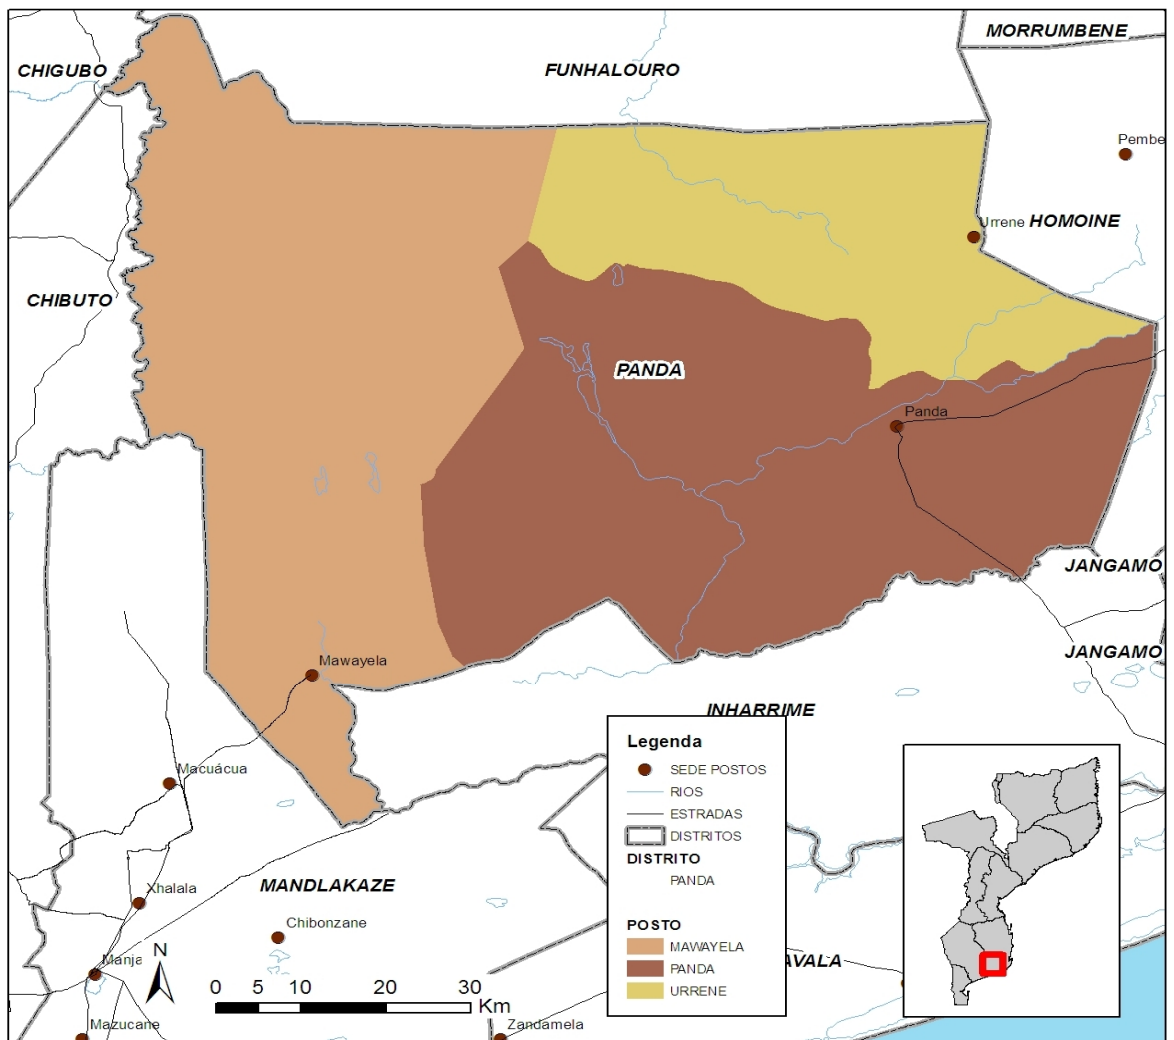 MORRUMBENE
CHIGUBO
FUNHALOURO
Pembe
Urrene
HOMOINE
CHIBUTO
PANDA
Panda
JANGAMO
JANGAMO
Mawayela
INHARRIME
Macuácua
Xhalala
MANDLAKAZE
Chibonzane
Manja
Mazucane
Zandamela
AVALA
N
0 5 10 20 30
Km
Legenda
SEDE POSTOS
RIOS
ESTRADAS
DISTRITOS
DISTRITO
PANDA
POSTO
MAWAYELA
PANDA
URRENE